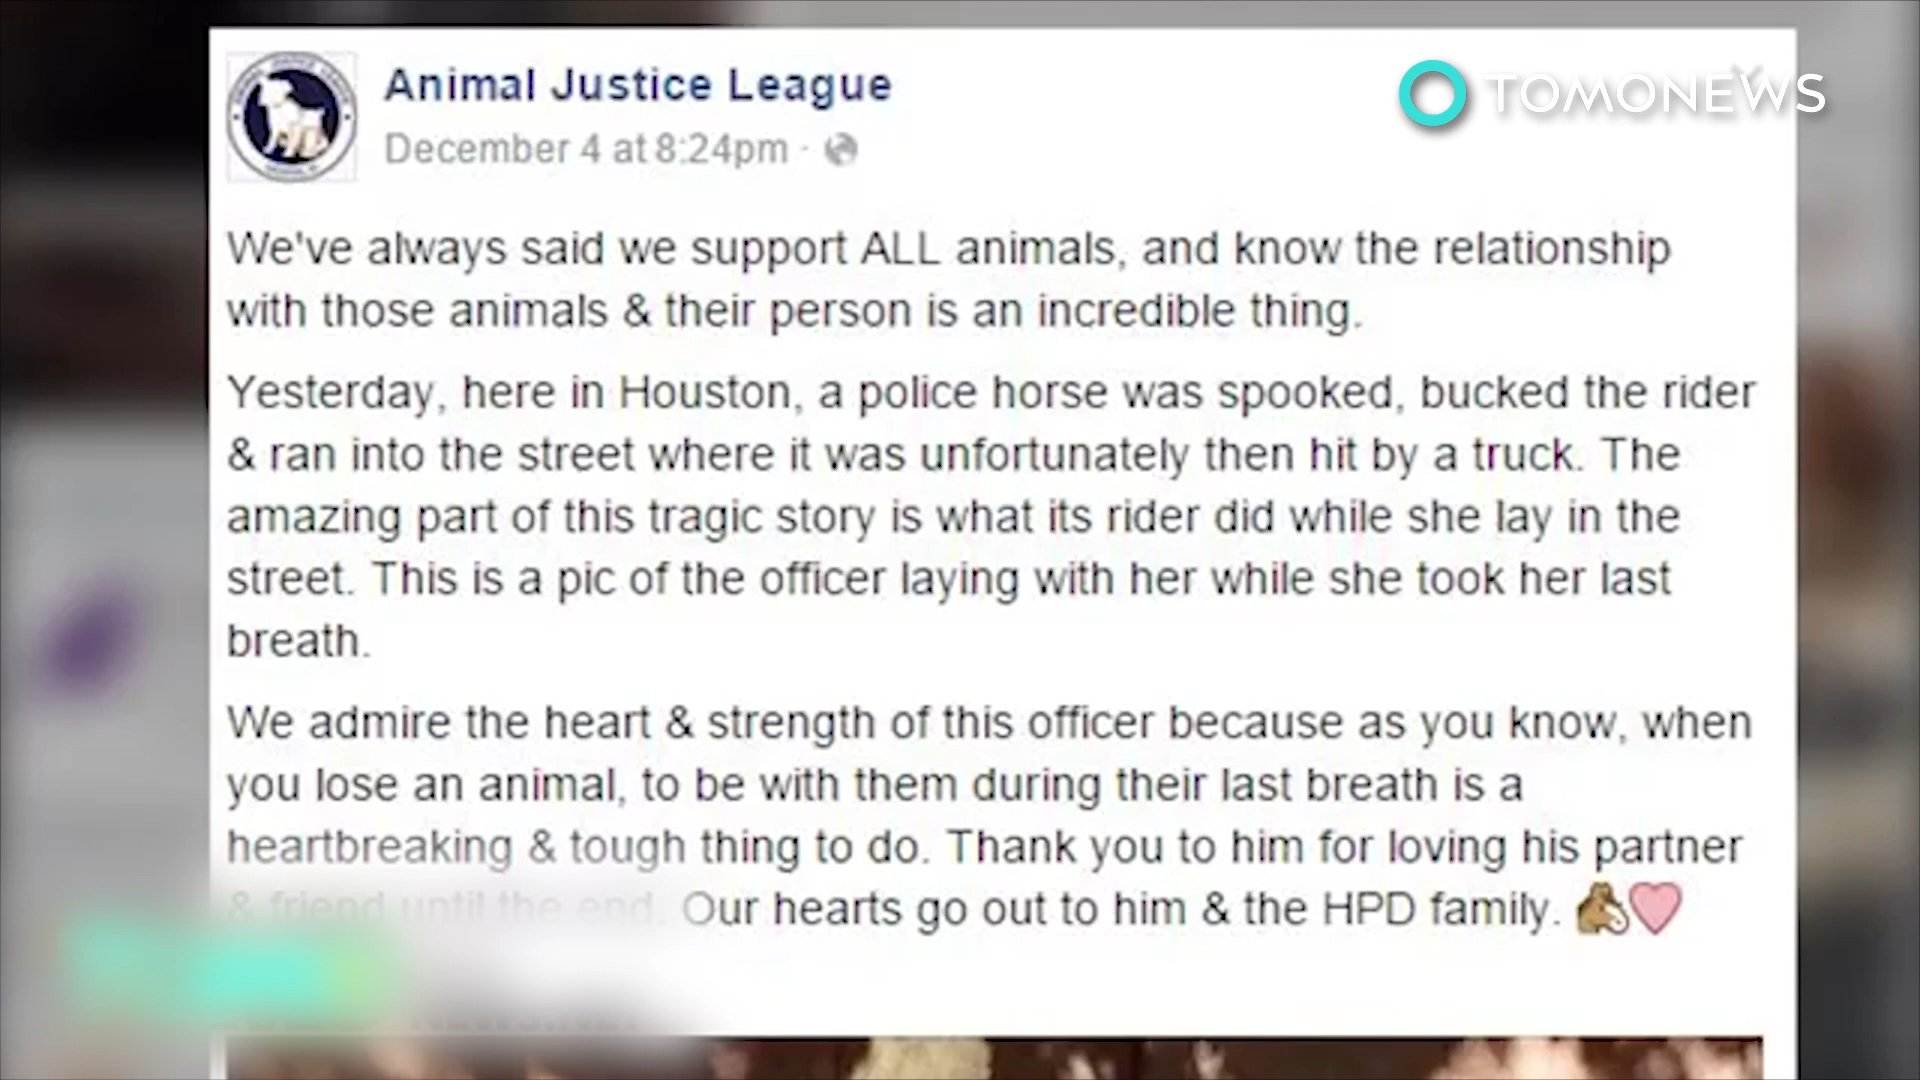 Animal Justice League
TOMONEWS
December 4 at 8:24pm ·
We've always said we support ALL animals, and know the relationship
with those animals & their person is an incredible thing.
Yesterday, here in Houston, a police horse was spooked, bucked the rider
& ran into the street where it was unfortunately then hit by a truck. The
amazing part of this tragic story is what its rider did while she lay in the
street. This is a pic of the officer laying with her while she took her last
breath.
We admire the heart & strength of this officer because as you know, when
you lose an animal, to be with them during their last breath is a
heartbreaking & tough thing to do. Thank you to him for loving his partner
& friend until the end. Our hearts go out to him & the HPD family.